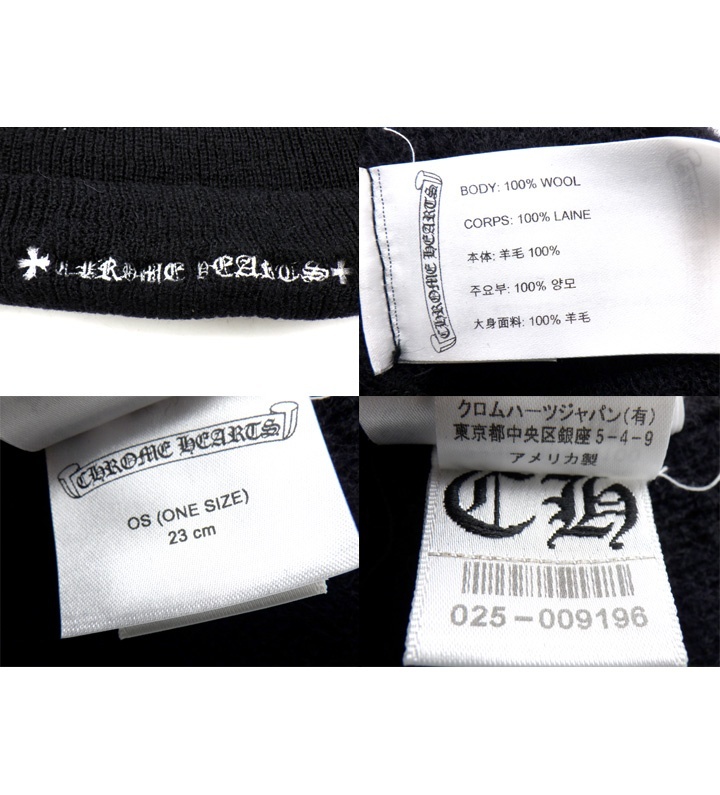 CHROME HEARTS
CHROME HEARTS
BODY: 100% WOOL
CORPS: 100% LAINE
本体: 羊毛 100%
주요부: 100% 양모
大身面料: 100% 羊毛
CHROME HEARTS
OS (ONE SIZE)
23 cm
クロムハーツジャパン(有)
東京都中央区銀座5-4-9
アメリカ製
CH
025-009196